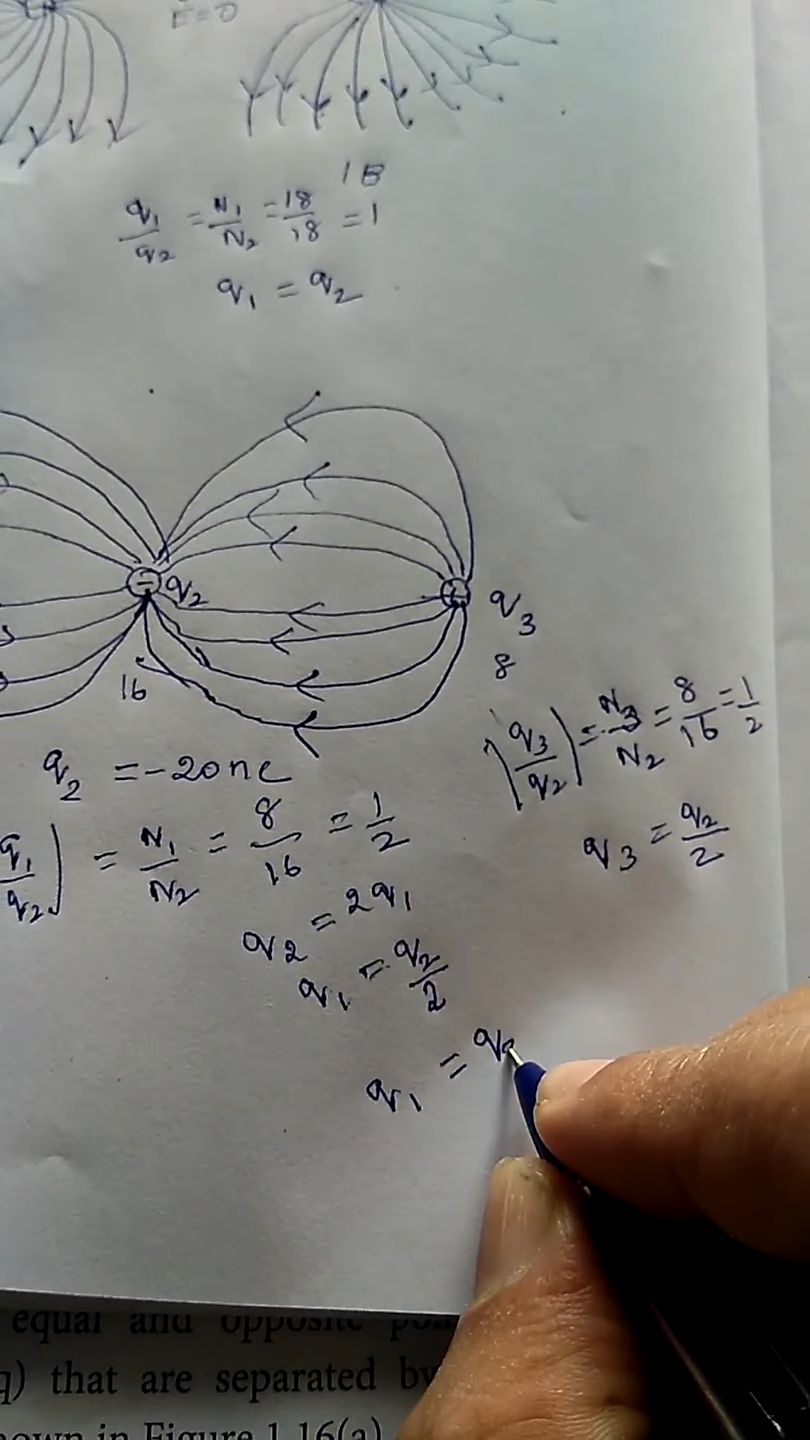 E=0
18
q₁/q₂ = N₁/N₂ = 18/18 = 1
q₁ = q₂
q₂
q₃
8
16
|q₃/q₂| = N₃/N₂ = 8/16 = 1/2
q₃ = q₂/2
q₂ = -20nc
q₁/q₂| = N₁/N₂ = 8/16 = 1/2
q₂ = 2q₁
q₁ = q₂/2
q₁ = q
equal and opposite
q) that are separated by
own in Figure 1.16(a)